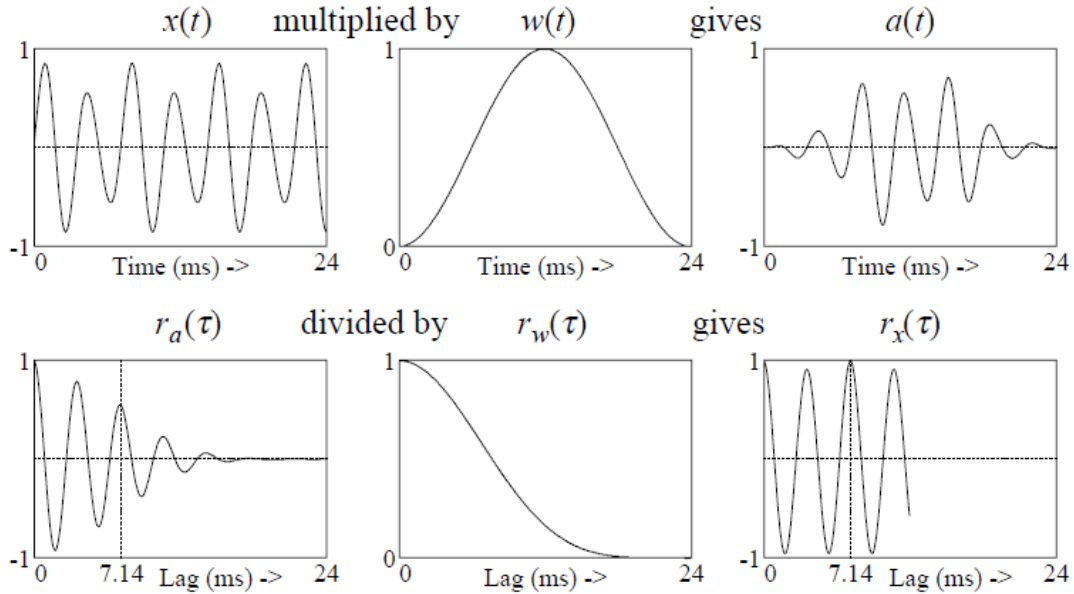 x(t) multiplied by w(t) gives a(t)
1 1 1
-1 0 -1
0 Time (ms) -> 24 0 Time (ms) -> 24 0 Time (ms) -> 24
r_a(τ) divided by r_w(τ) gives r_x(τ)
1 1 1
-1 0 -1
0 7.14 Lag (ms) -> 24 0 Lag (ms) -> 24 0 7.14 Lag (ms) -> 24